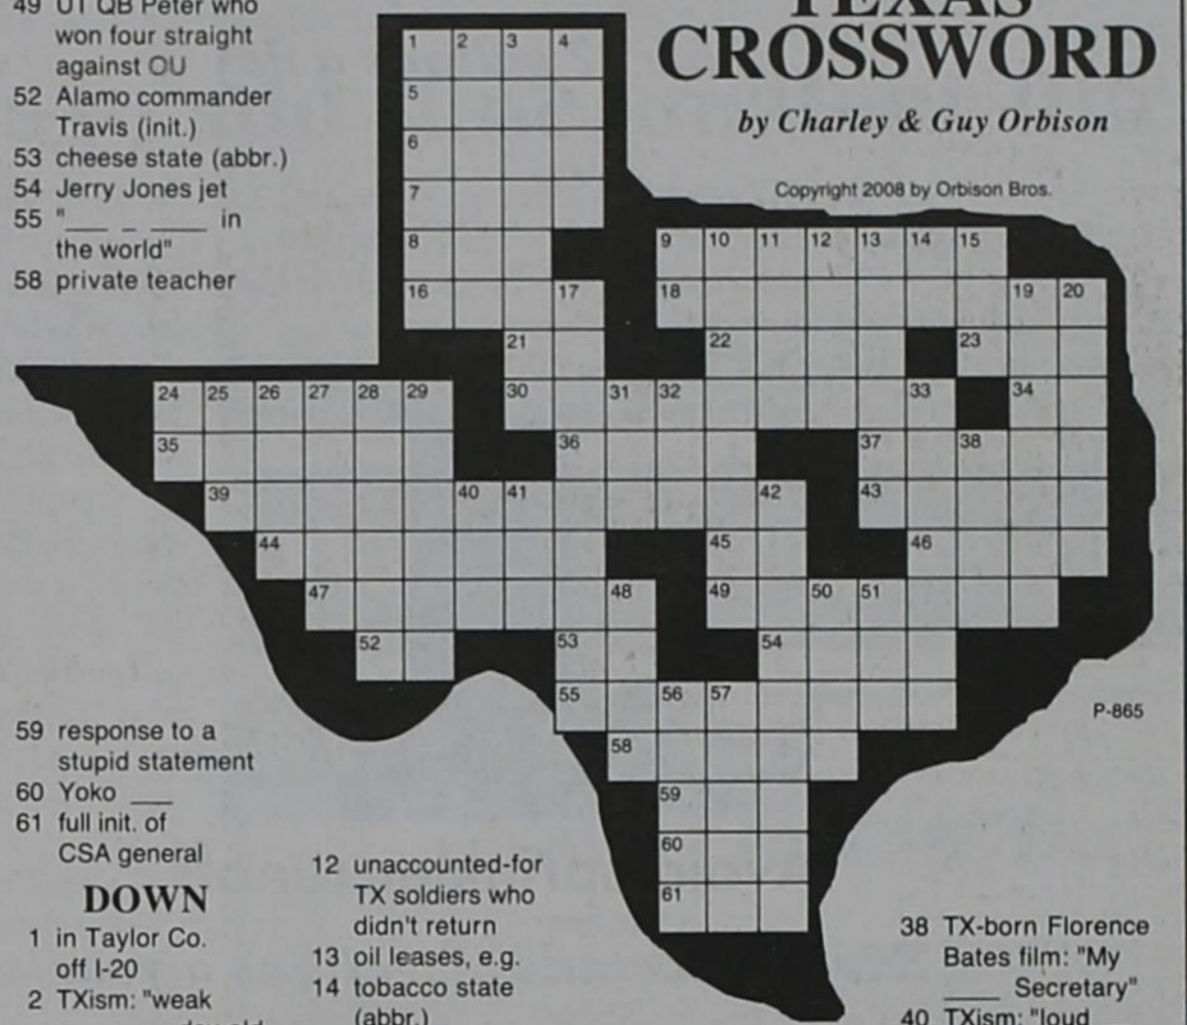 49 UT QB Peter who
won four straight
against OU
52 Alamo commander
Travis (init.)
53 cheese state (abbr.)
54 Jerry Jones jet
55 "___ _ ____ in
the world"
58 private teacher
TEXAS
CROSSWORD
by Charley & Guy Orbison
Copyright 2008 by Orbison Bros.
1 2 3 4
5
6
7
8 9 10 11 12 13 14 15
16 17 18 19 20
21 22 23
24 25 26 27 28 29 30 31 32 33 34
35 36 37 38
39 40 41 42 43
44 45 46
47 48 49 50 51
52 53 54
55 56 57
58
59
60
61
P-865
59 response to a
stupid statement
60 Yoko ___
61 full init. of
CSA general
DOWN
1 in Taylor Co.
off I-20
2 TXism: "weak
day old
12 unaccounted-for
TX soldiers who
didn't return
13 oil leases, e.g.
14 tobacco state
(abbr.)
38 TX-born Florence
Bates film: "My
____ Secretary"
40 TXism: "loud